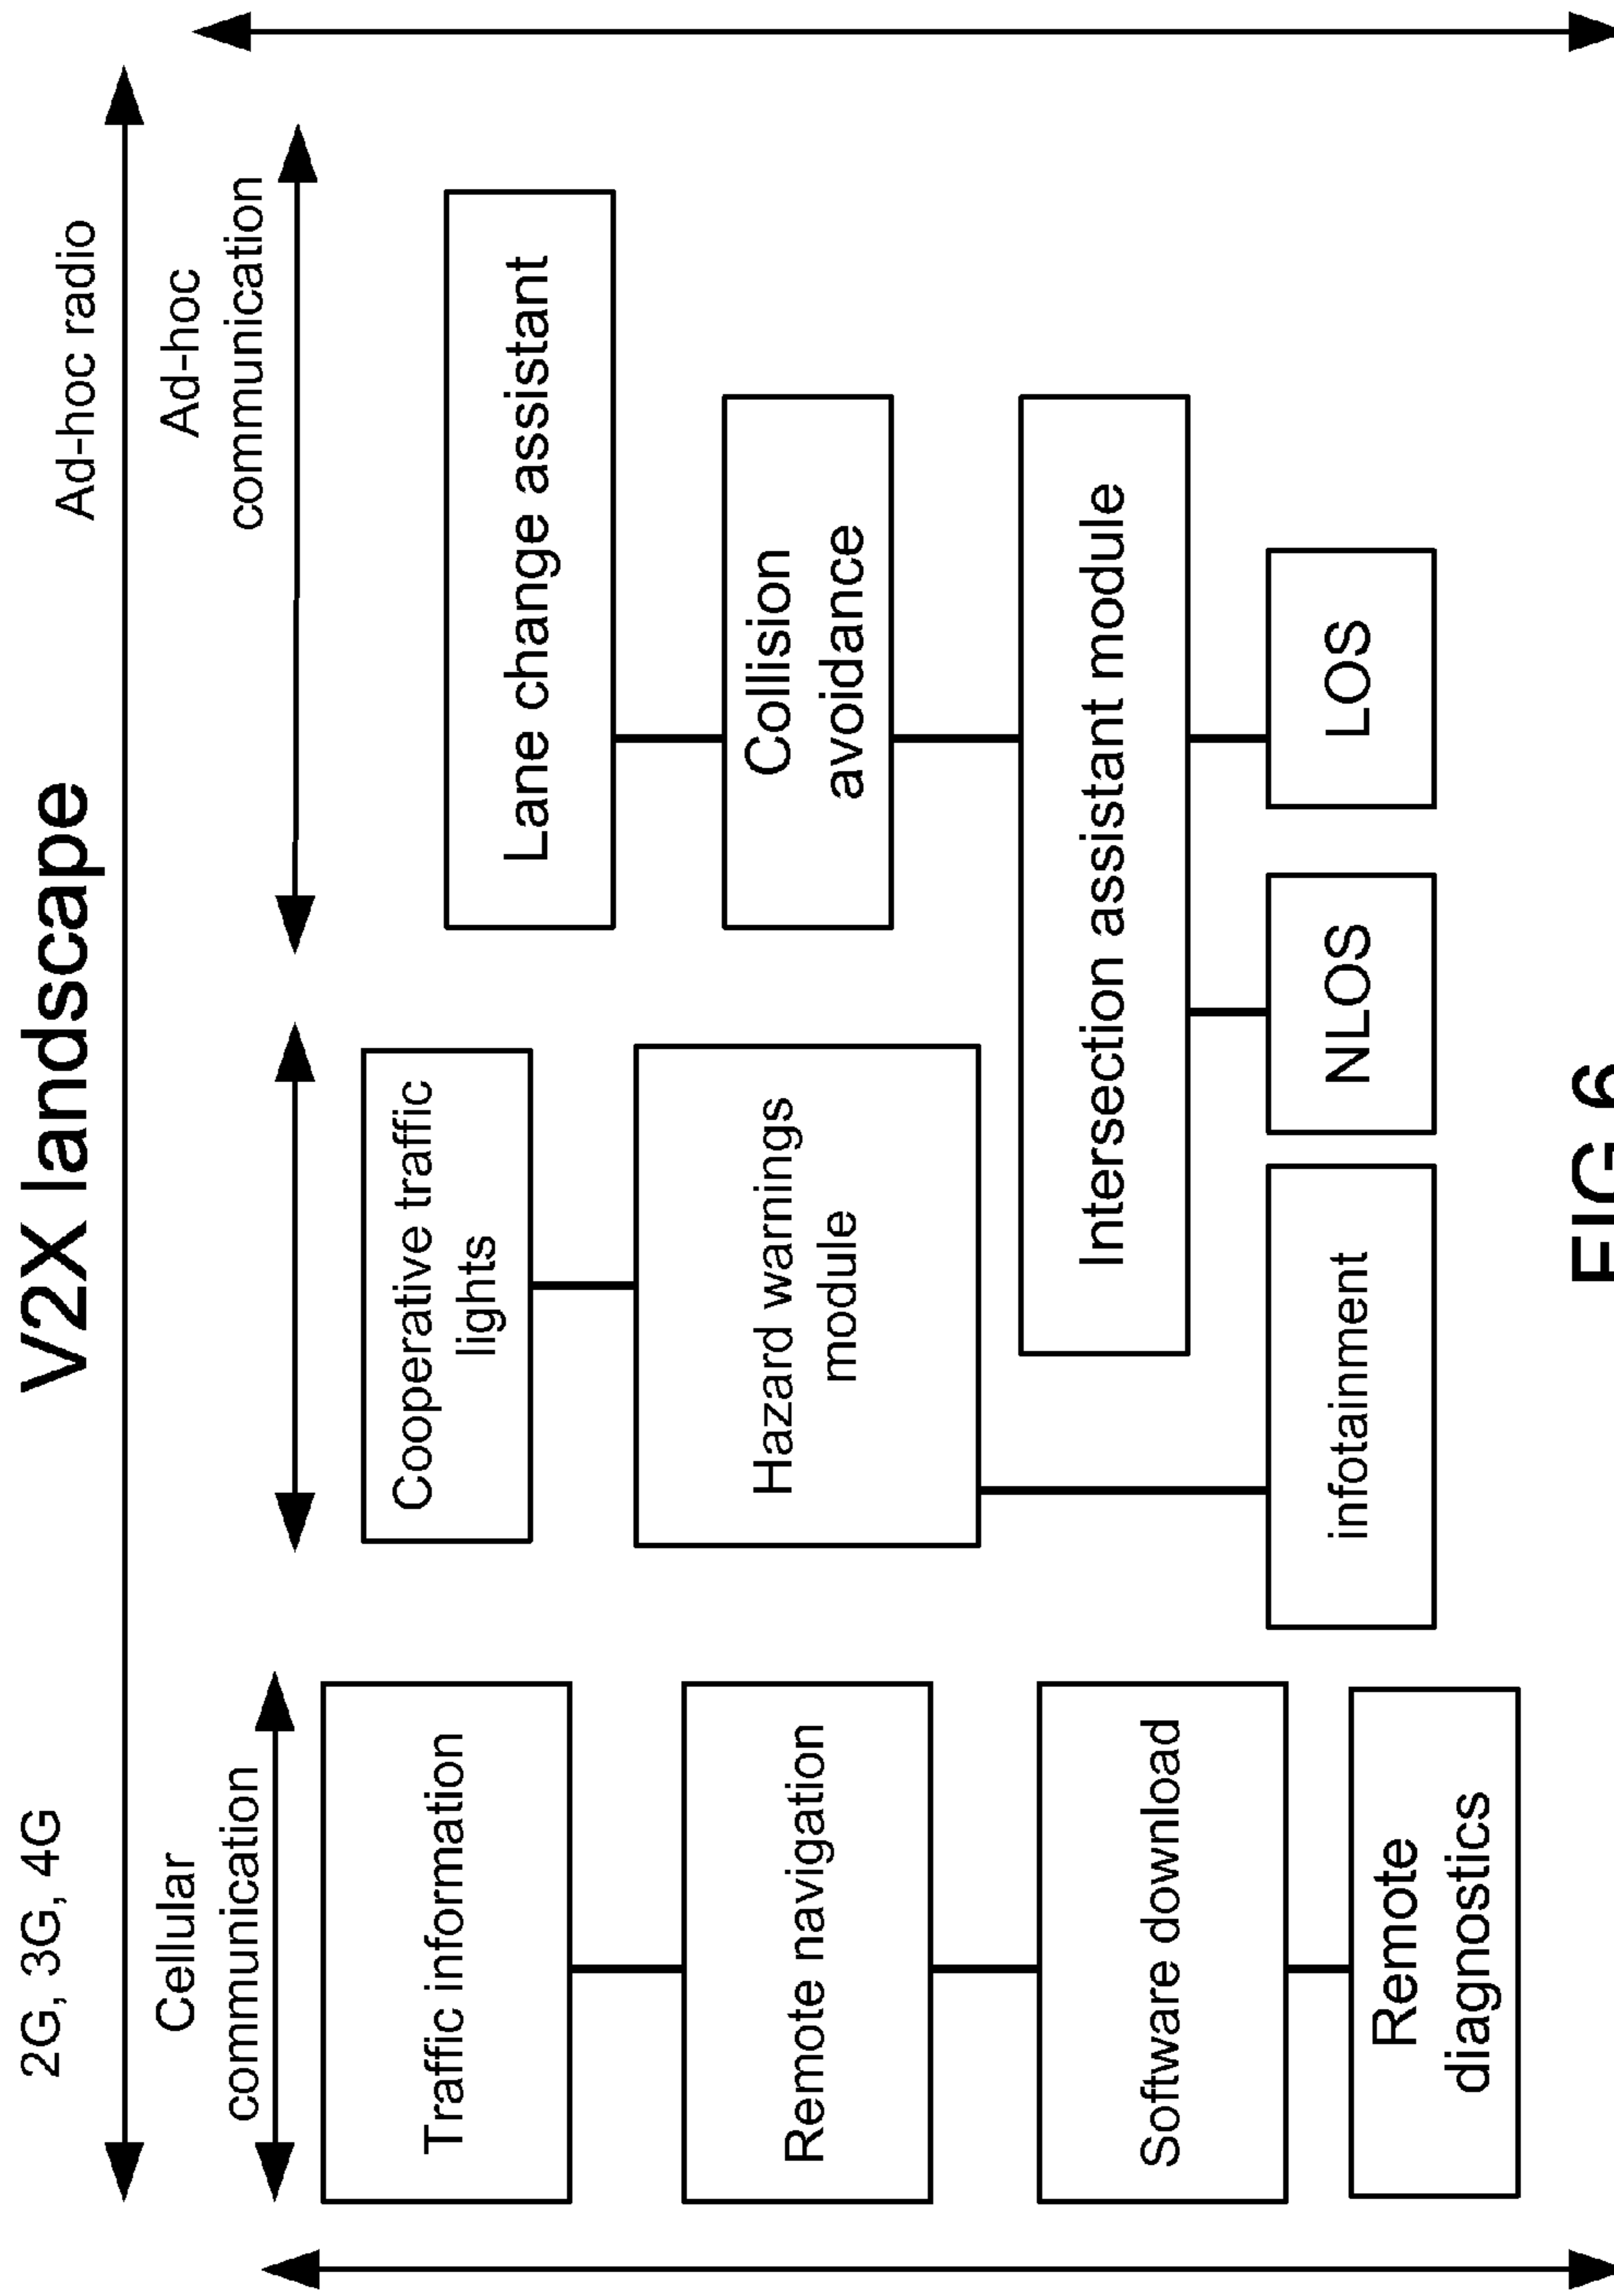 V2X landscape
2G, 3G, 4G
Ad-hoc radio
Cellular
communication
Ad-hoc
communication
Traffic information
Remote navigation
Software download
Remote
diagnostics
Cooperative traffic
lights
Hazard warnings
module
infotainment
Lane change assistant
Collision
avoidance
Intersection assistant module
NLOS
LOS
FIG 6